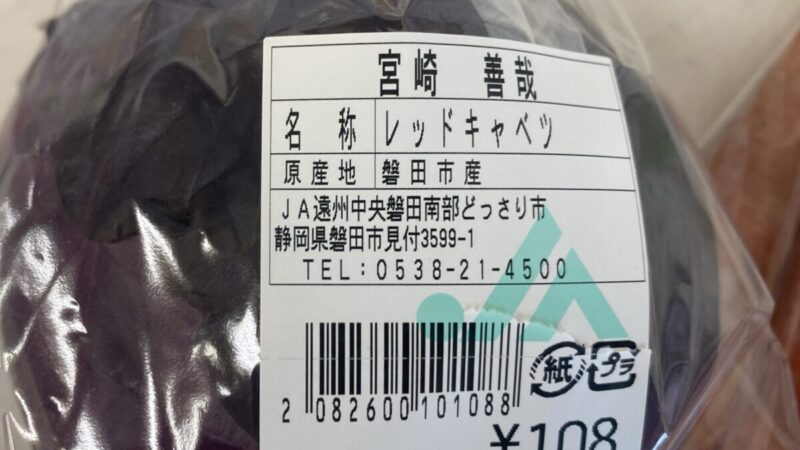 宮崎 善哉
名称 レッドキャベツ
原産地 磐田市産
JA遠州中央磐田南部どっさり市
静岡県磐田市見付3599-1
TEL:0538-21-4500
JA
紙 プラ
2 082600 101088
¥108